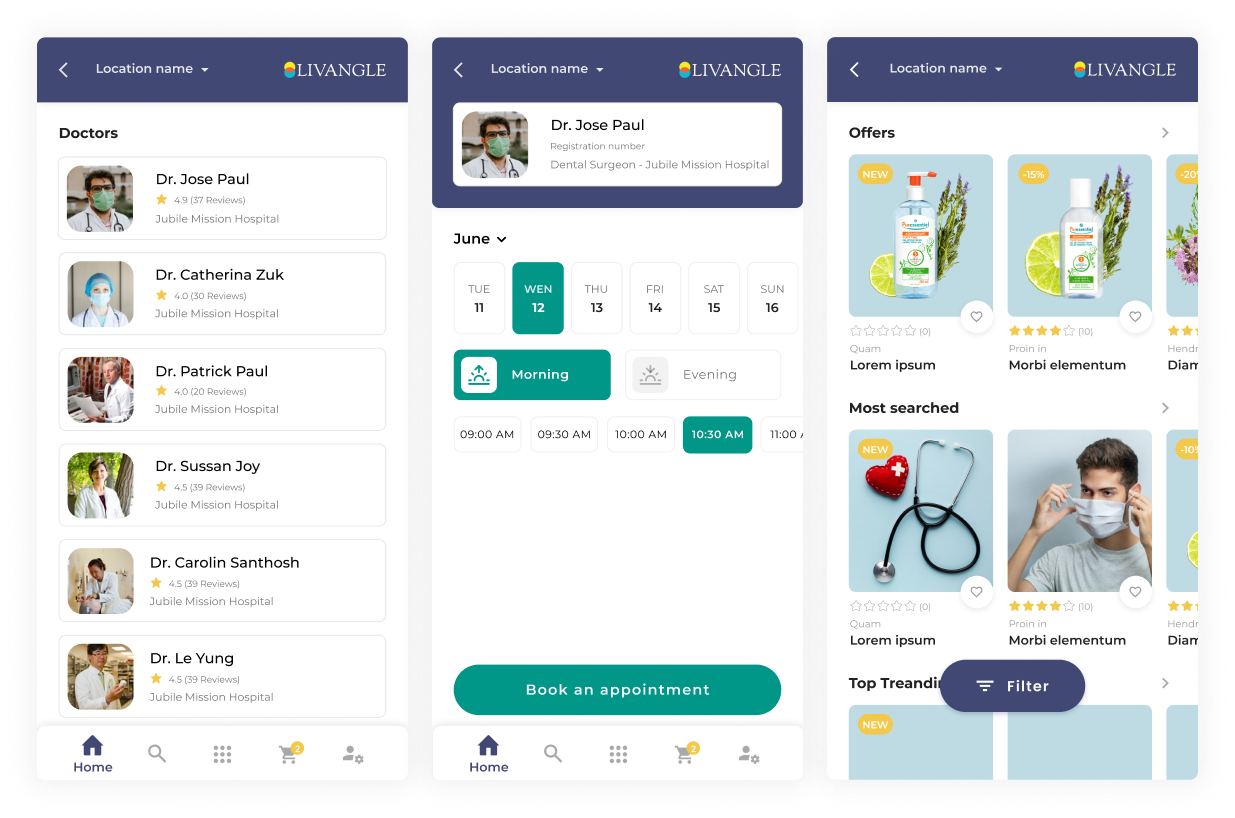 Location name
LIVANGLE
Doctors
Dr. Jose Paul
4.9 (37 Reviews)
Jubile Mission Hospital
Dr. Catherina Zuk
4.0 (30 Reviews)
Jubile Mission Hospital
Dr. Patrick Paul
4.0 (20 Reviews)
Jubile Mission Hospital
Dr. Sussan Joy
4.5 (39 Reviews)
Jubile Mission Hospital
Dr. Carolin Santhosh
4.5 (39 Reviews)
Jubile Mission Hospital
Dr. Le Yung
4.5 (39 Reviews)
Jubile Mission Hospital
2
Home
Location name
LIVANGLE
Dr. Jose Paul
Registration number
Dental Surgeon - Jubile Mission Hospital
June
TUE WEN THU FRI SAT SUN
11 12 13 14 15 16
Morning Evening
09:00 AM 09:30 AM 10:00 AM 10:30 AM 11:00
Book an appointment
2
Home
Location name
LIVANGLE
Offers
NEW -15% -20
Puressentiel Puressentiel
(0) (10)
Quam Proin in Hendr
Lorem ipsum Morbi elementum Diam
Most searched
NEW -10
(0) (10)
Quam Proin in Hendr
Lorem ipsum Morbi elementum Diam
Top Treandin
Filter
NEW